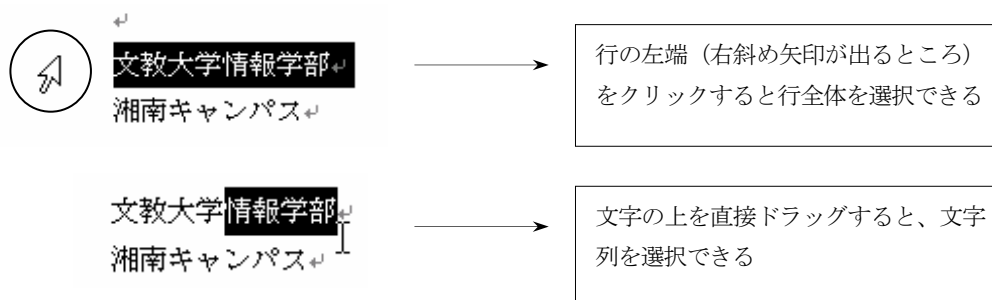 文教大学情報学部
湘南キャンパス
行の左端（右斜め矢印が出るところ）
をクリックすると行全体を選択できる
文教大学情報学部
湘南キャンパス
文字の上を直接ドラッグすると、文字
列を選択できる